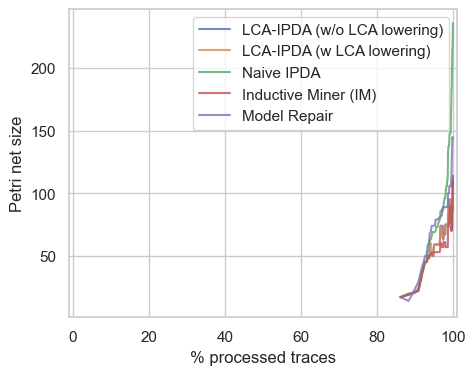 LCA-IPDA (w/o LCA lowering)
LCA-IPDA (w LCA lowering)
Naive IPDA
Inductive Miner (IM)
Model Repair
Petri net size
200
150
100
50
0 20 40 60 80 100
% processed traces